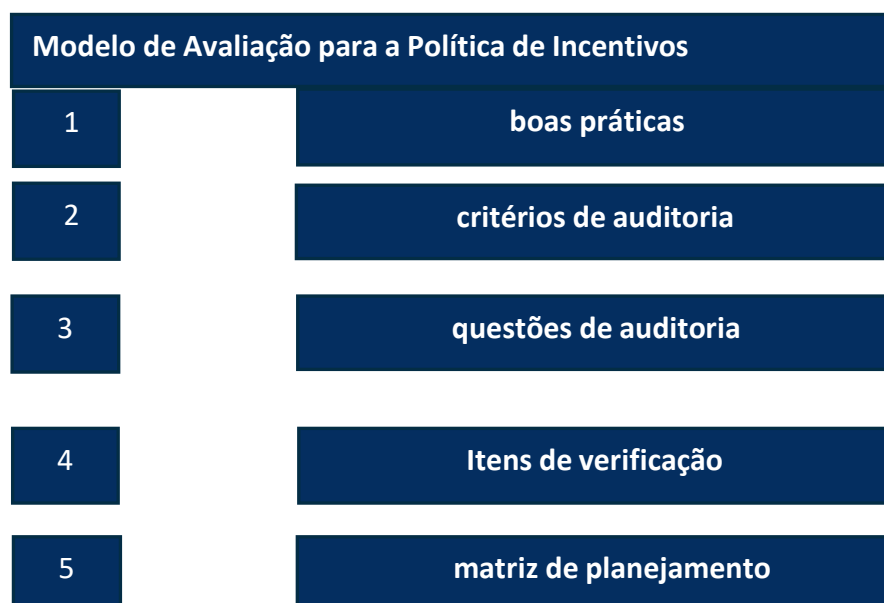 Modelo de Avaliação para a Política de Incentivos
1 boas práticas
2 critérios de auditoria
3 questões de auditoria
4 Itens de verificação
5 matriz de planejamento